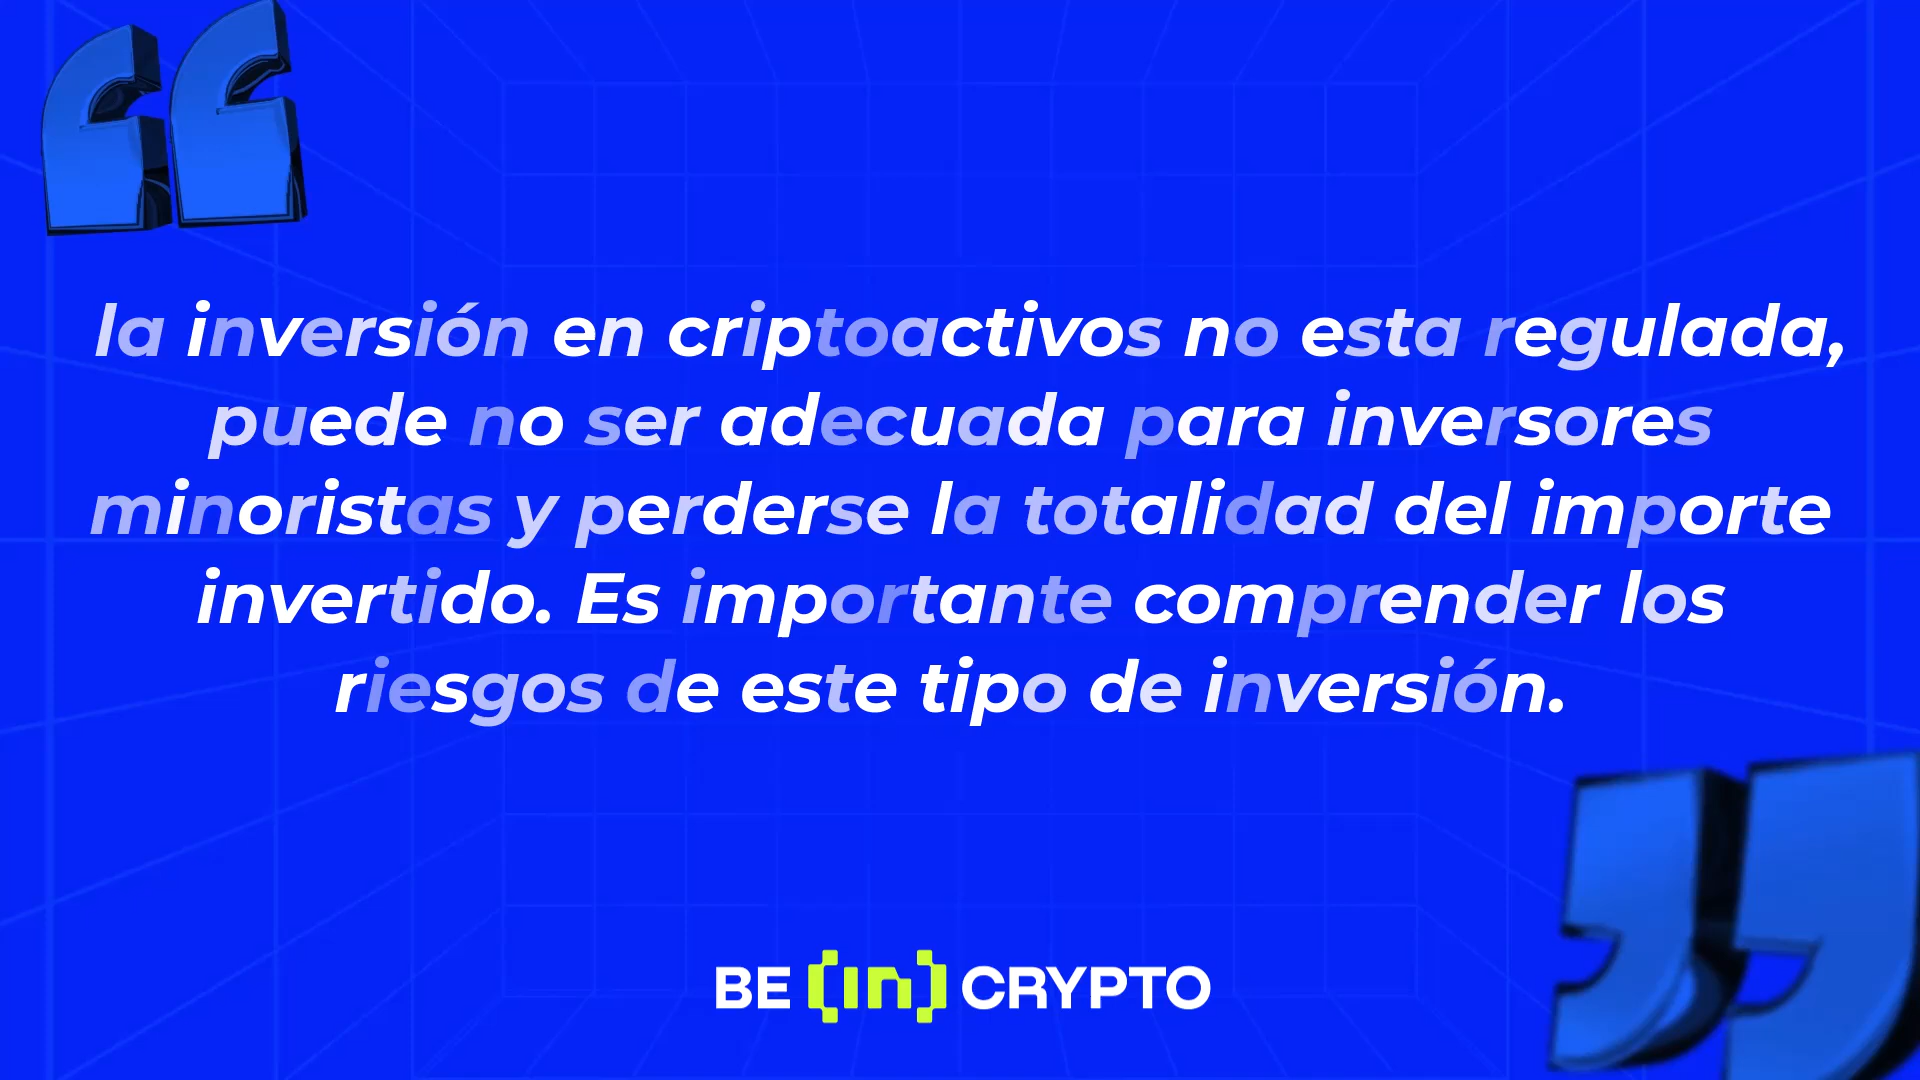 la inversión en criptoactivos no esta regulada,
puede no ser adecuada para inversores
minoristas y perderse la totalidad del importe
invertido. Es importante comprender los
riesgos de este tipo de inversión.
BE [in] CRYPTO